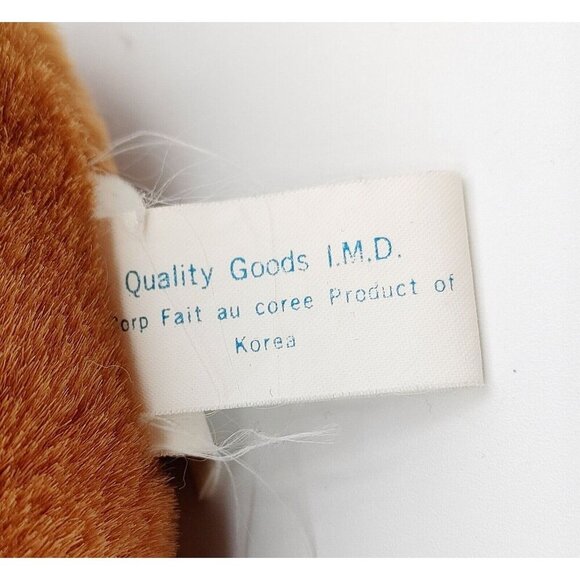 Quality Goods I.M.D.
Corp Fait au coree Product of
Korea